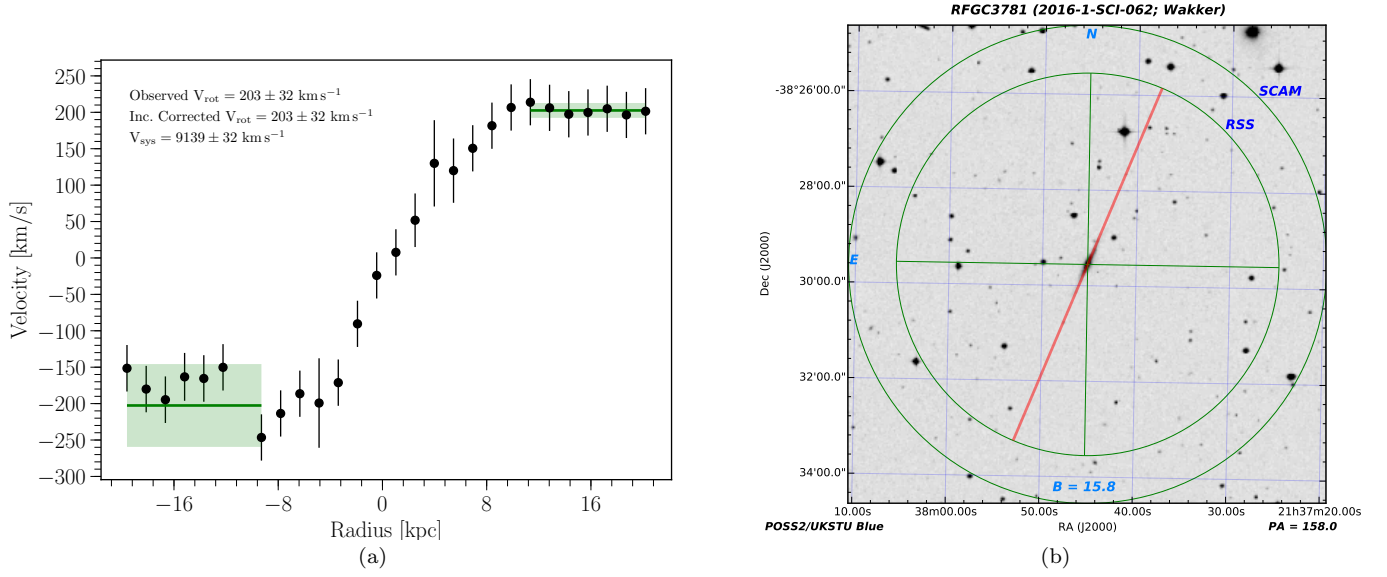 RFGC3781 (2016-1-SCI-062; Wakker)
Observed V_rot = 203 ± 32 km s⁻¹
Inc. Corrected V_rot = 203 ± 32 km s⁻¹
V_sys = 9139 ± 32 km s⁻¹
250
200
150
100
50
0
−50
−100
−150
−200
−250
−300
Velocity [km/s]
−16 −8 0 8 16
Radius [kpc]
(a)
N
SCAM
RSS
E
B = 15.8
-38°26'00.0"
28'00.0"
30'00.0"
32'00.0"
34'00.0"
Dec (J2000)
10.00s 38m00.00s 50.00s 40.00s 30.00s 21h37m20.00s
POSS2/UKSTU Blue RA (J2000) PA = 158.0
(b)